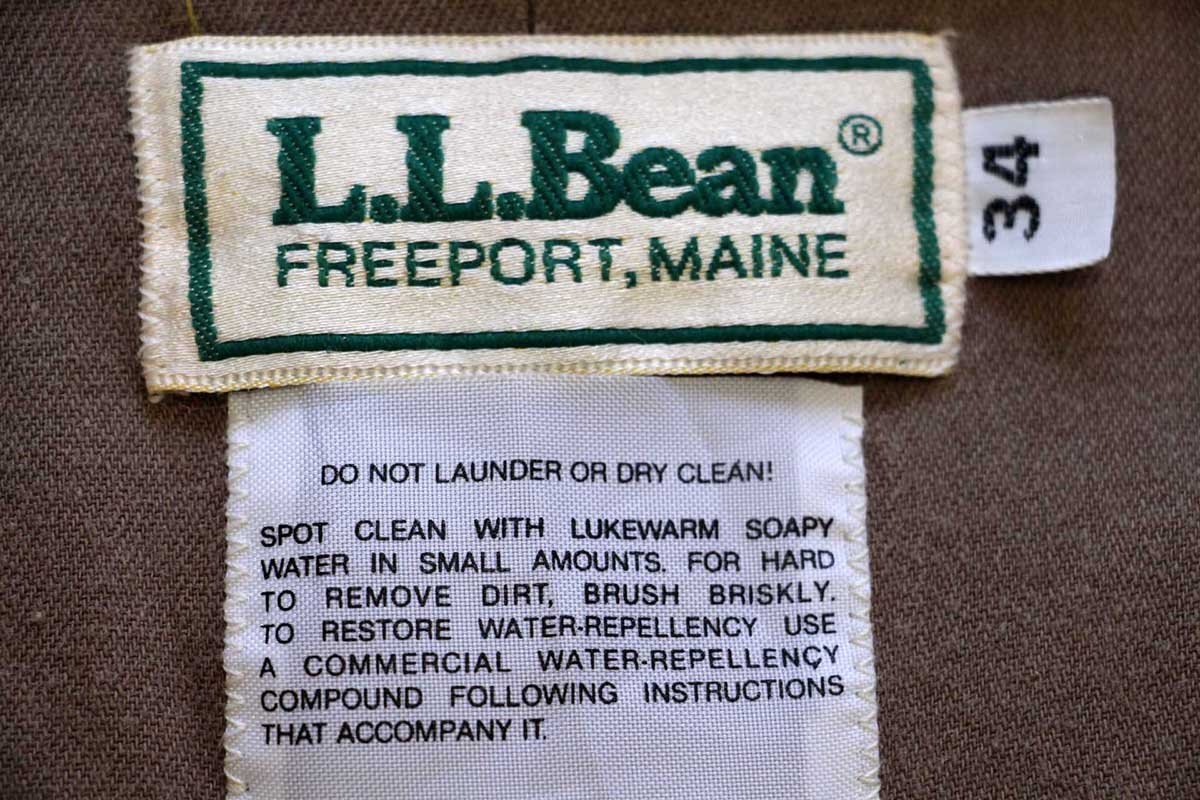 L.L.Bean®
FREEPORT, MAINE
34
DO NOT LAUNDER OR DRY CLEAN!
SPOT CLEAN WITH LUKEWARM SOAPY
WATER IN SMALL AMOUNTS. FOR HARD
TO REMOVE DIRT, BRUSH BRISKLY.
TO RESTORE WATER-REPELLENCY USE
A COMMERCIAL WATER-REPELLENCY
COMPOUND FOLLOWING INSTRUCTIONS
THAT ACCOMPANY IT.